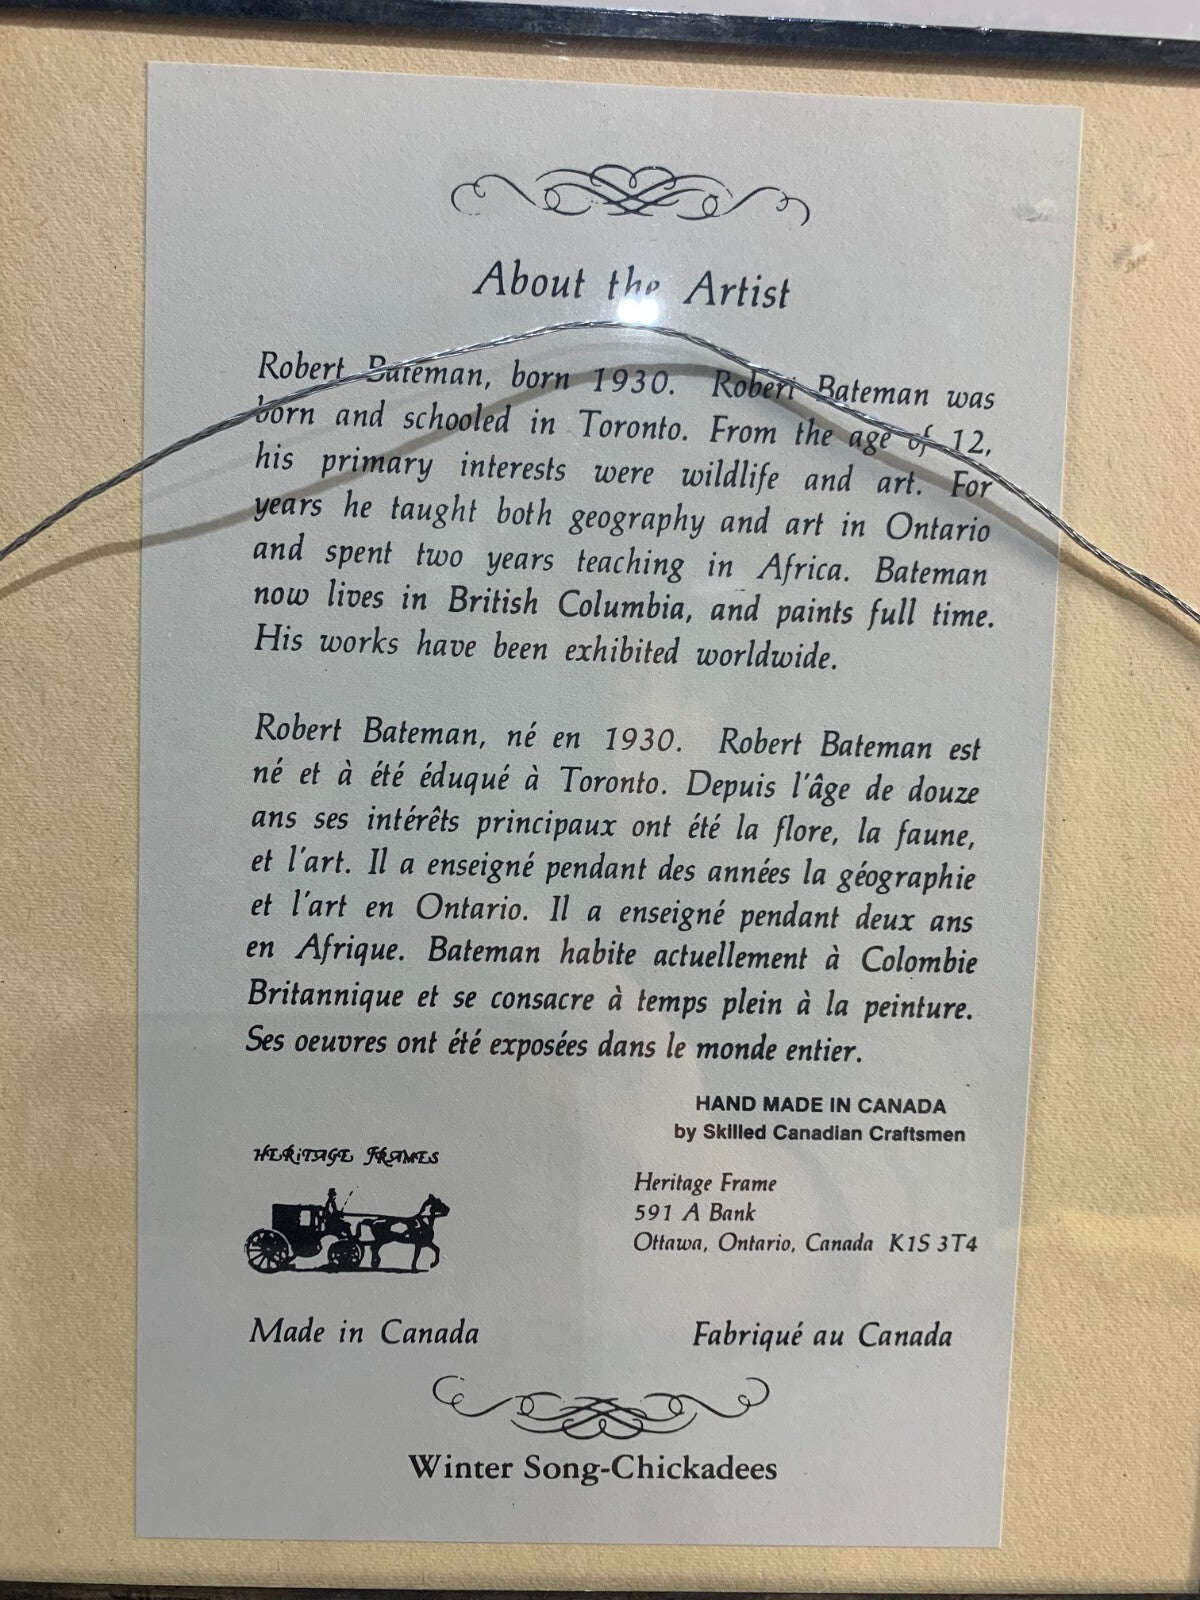 About the Artist
Robert Bateman, born 1930. Robert Bateman was
born and schooled in Toronto. From the age of 12,
his primary interests were wildlife and art. For
years he taught both geography and art in Ontario
and spent two years teaching in Africa. Bateman
now lives in British Columbia, and paints full time.
His works have been exhibited worldwide.
Robert Bateman, né en 1930. Robert Bateman est
né et à été éduqué à Toronto. Depuis l'âge de douze
ans ses intérêts principaux ont été la flore, la faune,
et l'art. Il a enseigné pendant des années la géographie
et l'art en Ontario. Il a enseigné pendant deux ans
en Afrique. Bateman habite actuellement à Colombie
Britannique et se consacre à temps plein à la peinture.
Ses oeuvres ont été exposées dans le monde entier.
HAND MADE IN CANADA
by Skilled Canadian Craftsmen
HERITAGE FRAMES
Heritage Frame
591 A Bank
Ottawa, Ontario, Canada K1S 3T4
Made in Canada
Fabriqué au Canada
Winter Song-Chickadees